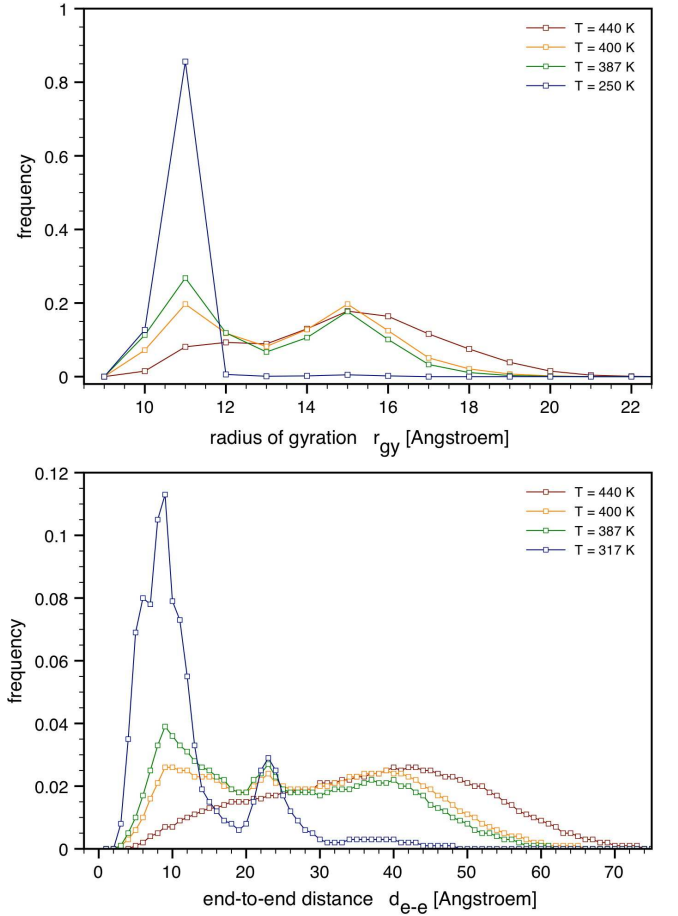 1
0.8
0.6
0.4
0.2
0
frequency
T = 440 K
T = 400 K
T = 387 K
T = 250 K
10 12 14 16 18 20 22
radius of gyration r_gy [Angstroem]
0.12
0.1
0.08
0.06
0.04
0.02
0
frequency
T = 440 K
T = 400 K
T = 387 K
T = 317 K
0 10 20 30 40 50 60 70
end-to-end distance d_e-e [Angstroem]